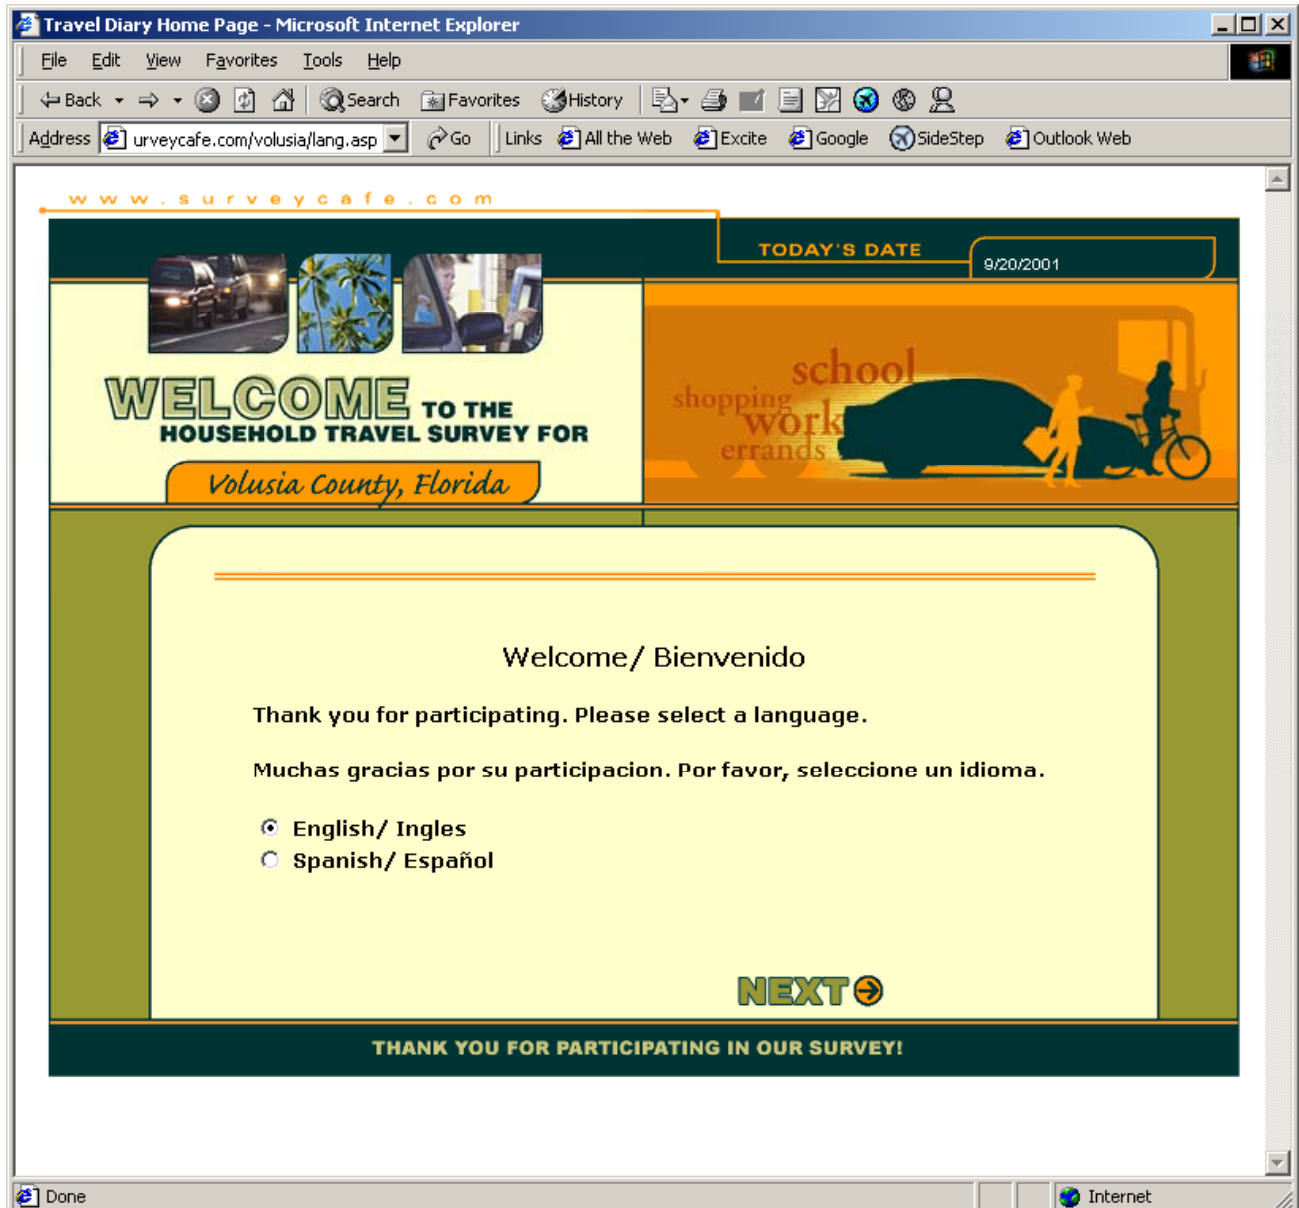 Travel Diary Home Page - Microsoft Internet Explorer
File Edit View Favorites Tools Help
Back Search Favorites History
Address urveycafe.com/volusia/lang.asp Go Links All the Web Excite Google SideStep Outlook Web
www.surveycafe.com
TODAY'S DATE 9/20/2001
WELCOME TO THE
HOUSEHOLD TRAVEL SURVEY FOR
Volusia County, Florida
school
shopping
work
errands
Welcome/ Bienvenido
Thank you for participating. Please select a language.
Muchas gracias por su participacion. Por favor, seleccione un idioma.
English/ Ingles
Spanish/ Español
NEXT
THANK YOU FOR PARTICIPATING IN OUR SURVEY!
Done Internet